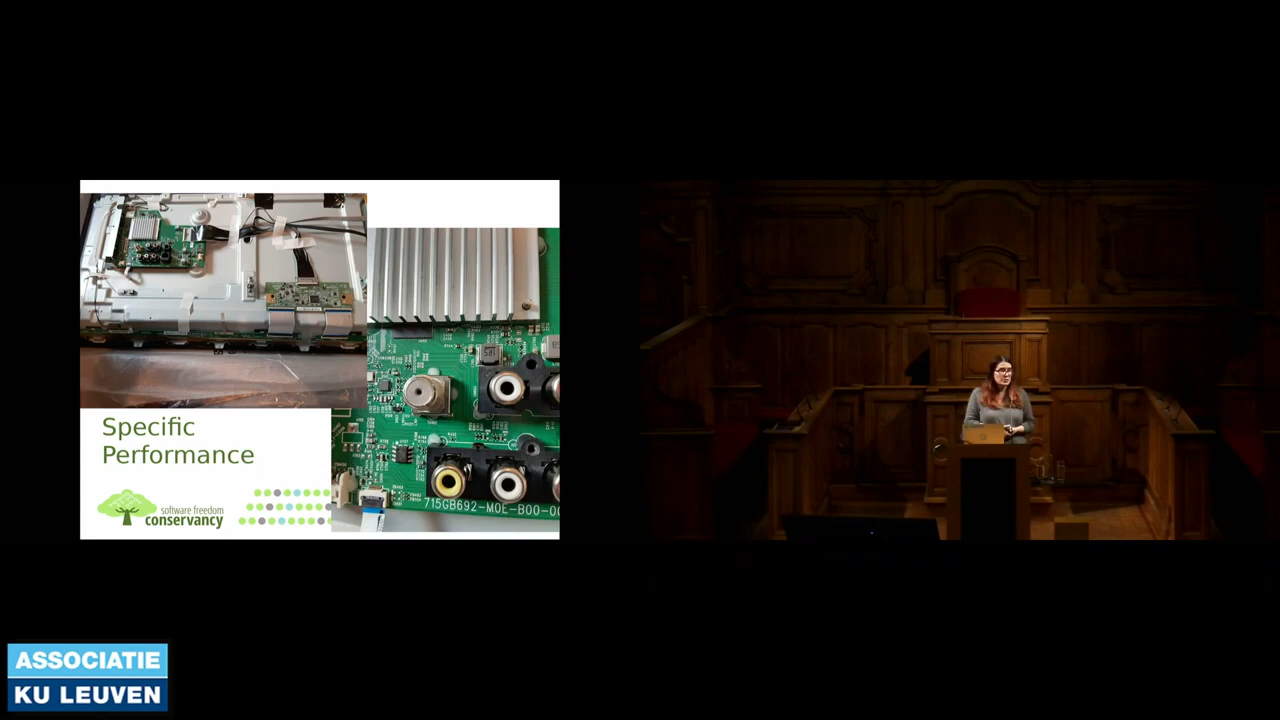 Specific
Performance
software freedom
conservancy
715GB692-M0E-B00-0
ASSOCIATIE
KU LEUVEN